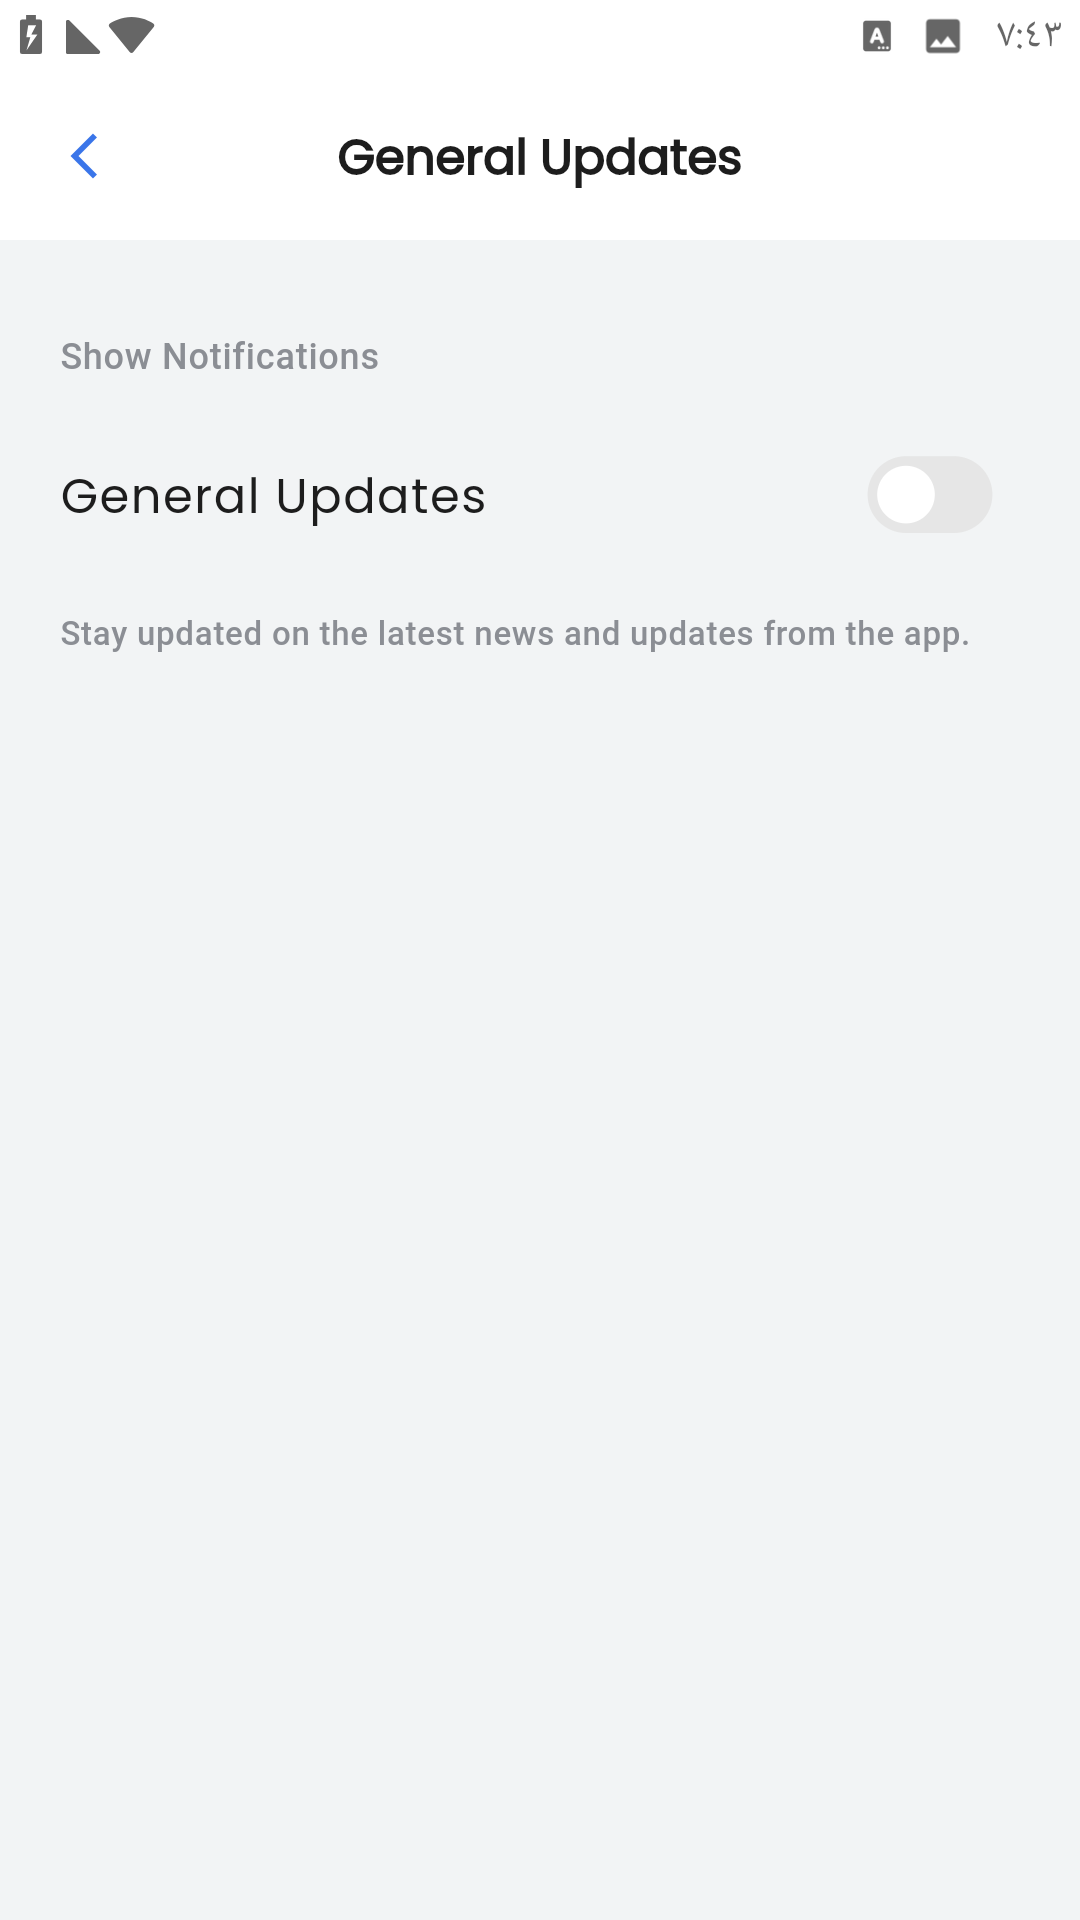 ٧:٤٣
General Updates
Show Notifications
General Updates
Stay updated on the latest news and updates from the app.